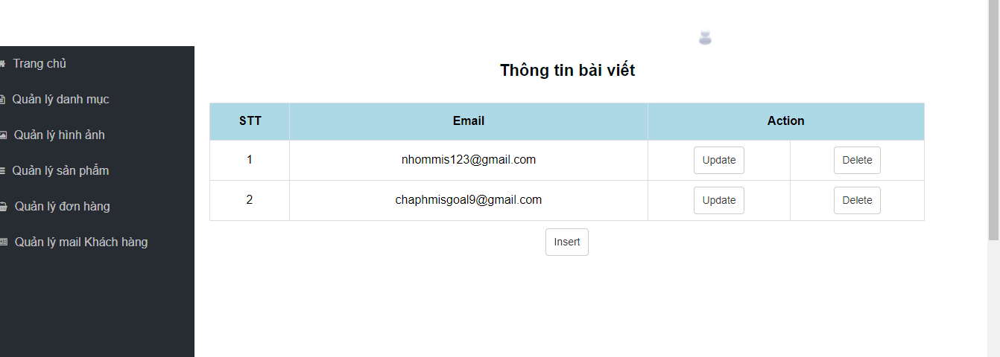 Trang chủ
Quản lý danh mục
Quản lý hình ảnh
Quản lý sản phẩm
Quản lý đơn hàng
Quản lý mail Khách hàng
Thông tin bài viết
STT Email Action
1 nhommis123@gmail.com Update Delete
2 chaphmisgoal9@gmail.com Update Delete
Insert